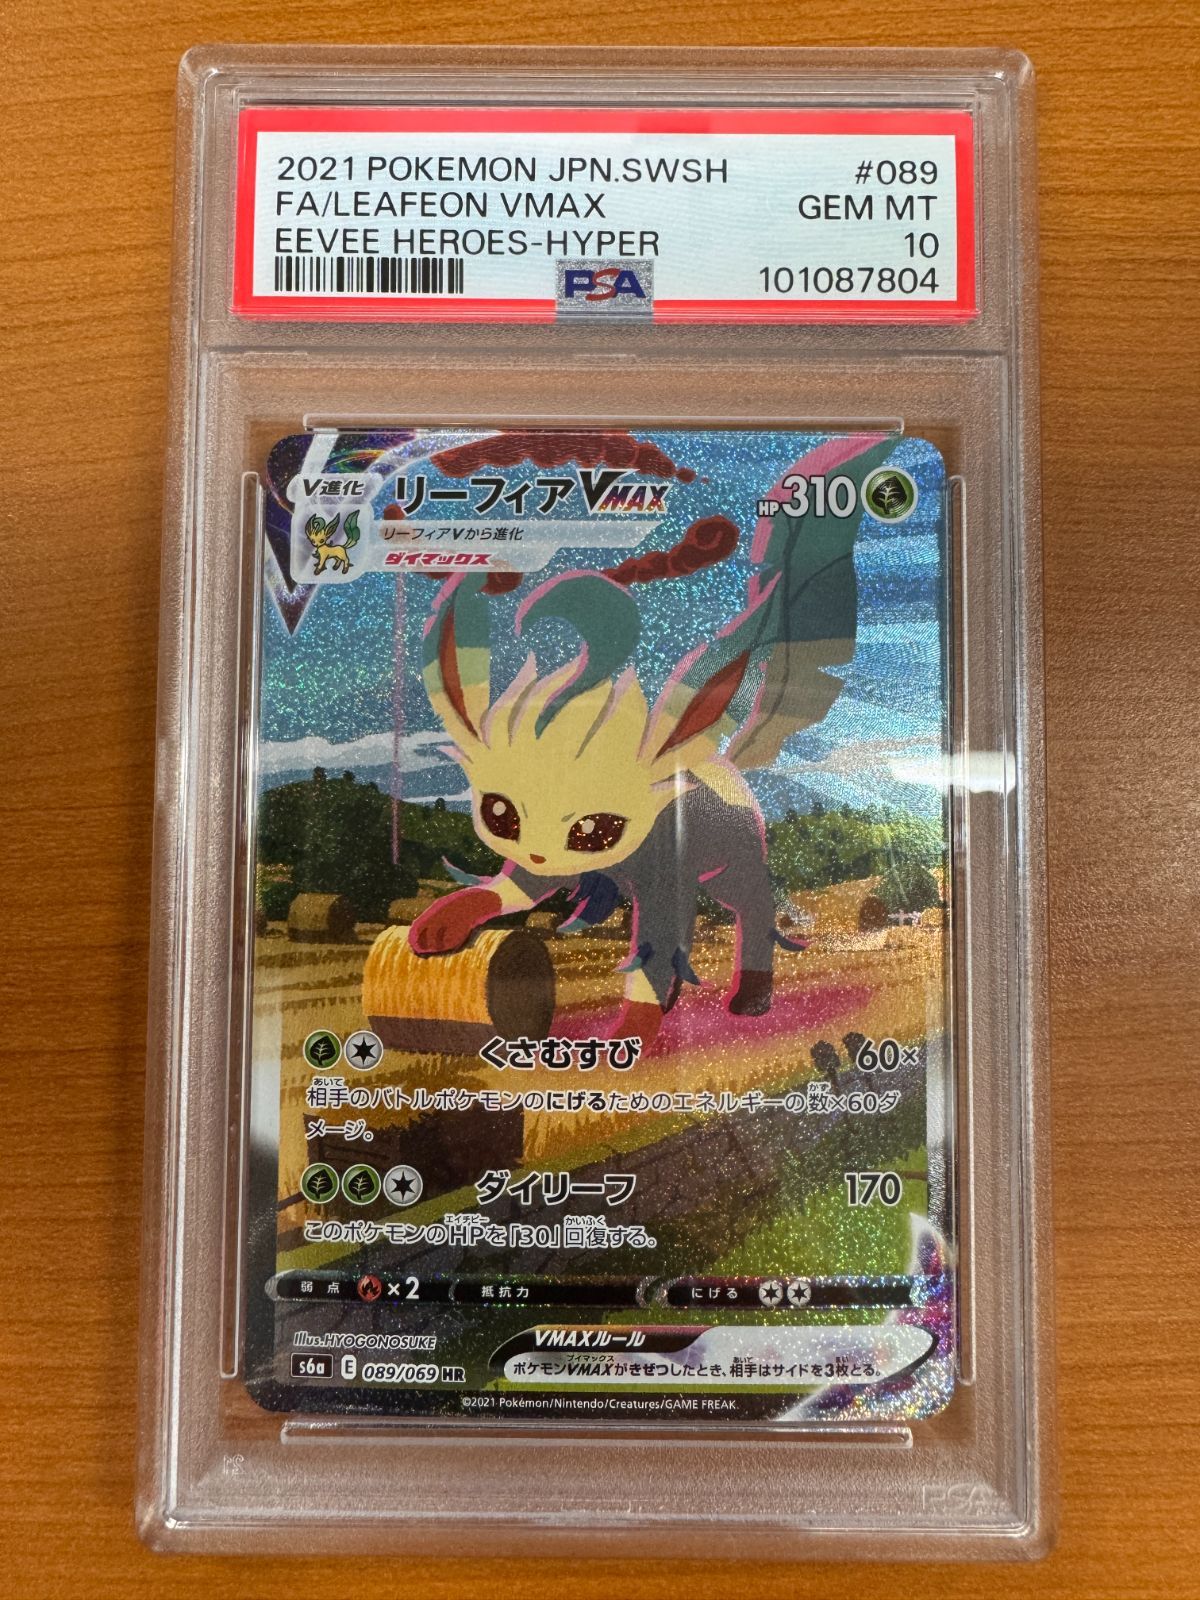 2021 POKEMON JPN.SWSH #089
FA/LEAFEON VMAX GEM MT
EEVEE HEROES-HYPER 10
PSA 101087804
V進化 リーフィアVMAX HP310
リーフィアVから進化
ダイマックス
くさむすび 60×
相手のバトルポケモンのにげるためのエネルギーの数×60ダ
メージ。
ダイリーフ 170
このポケモンのHPを「30」回復する。
弱点 ×2 抵抗力 にげる
Illus.HYOGONOSUKE VMAXルール
s6a E 089/069 HR ポケモンVMAXがきぜつしたとき、相手はサイドを3枚とる。
©2021 Pokémon/Nintendo/Creatures/GAME FREAK.
PSA